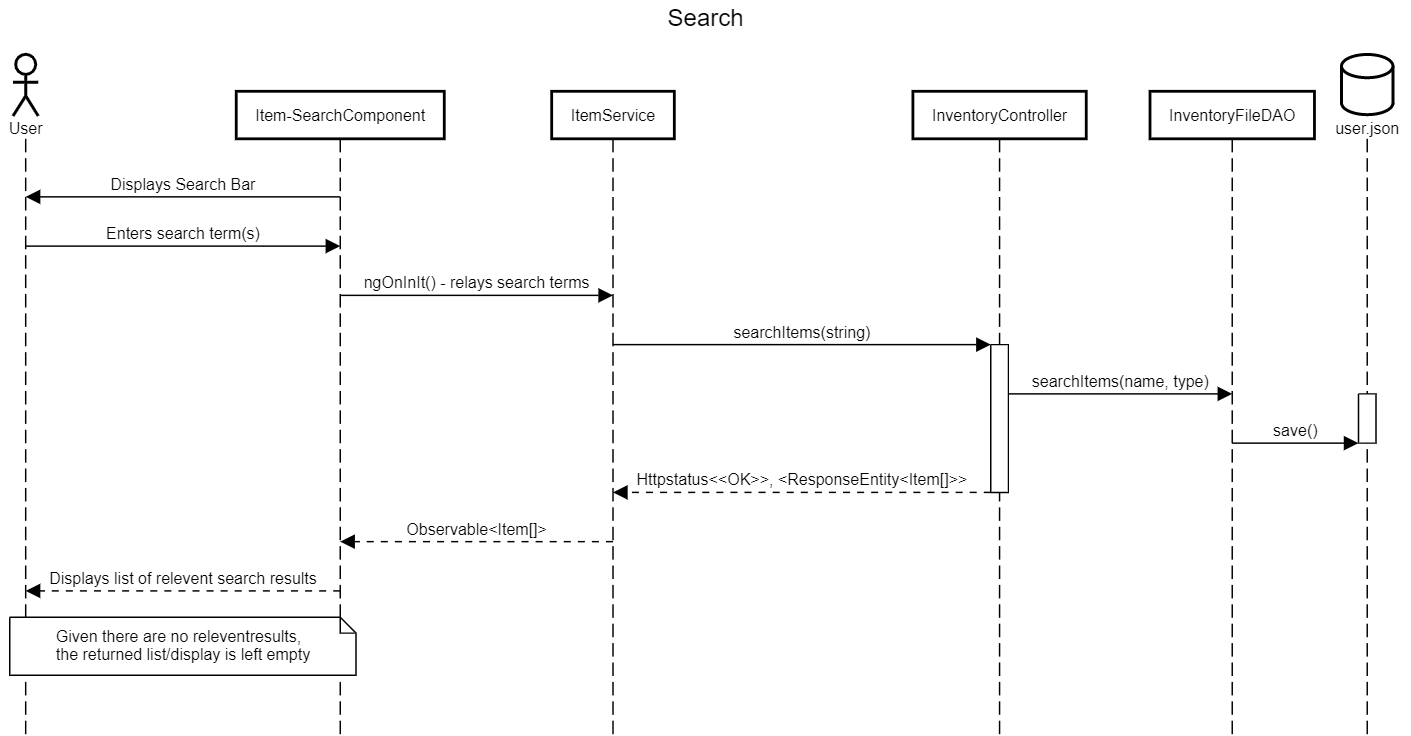 Search
User
Item-SearchComponent
ItemService
InventoryController
InventoryFileDAO
user.json
Displays Search Bar
Enters search term(s)
ngOnInIt() - relays search terms
searchItems(string)
searchItems(name, type)
save()
Httpstatus<<OK>>, <ResponseEntity<Item[]>>
Observable<Item[]>
Displays list of relevent search results
Given there are no releventresults,
the returned list/display is left empty